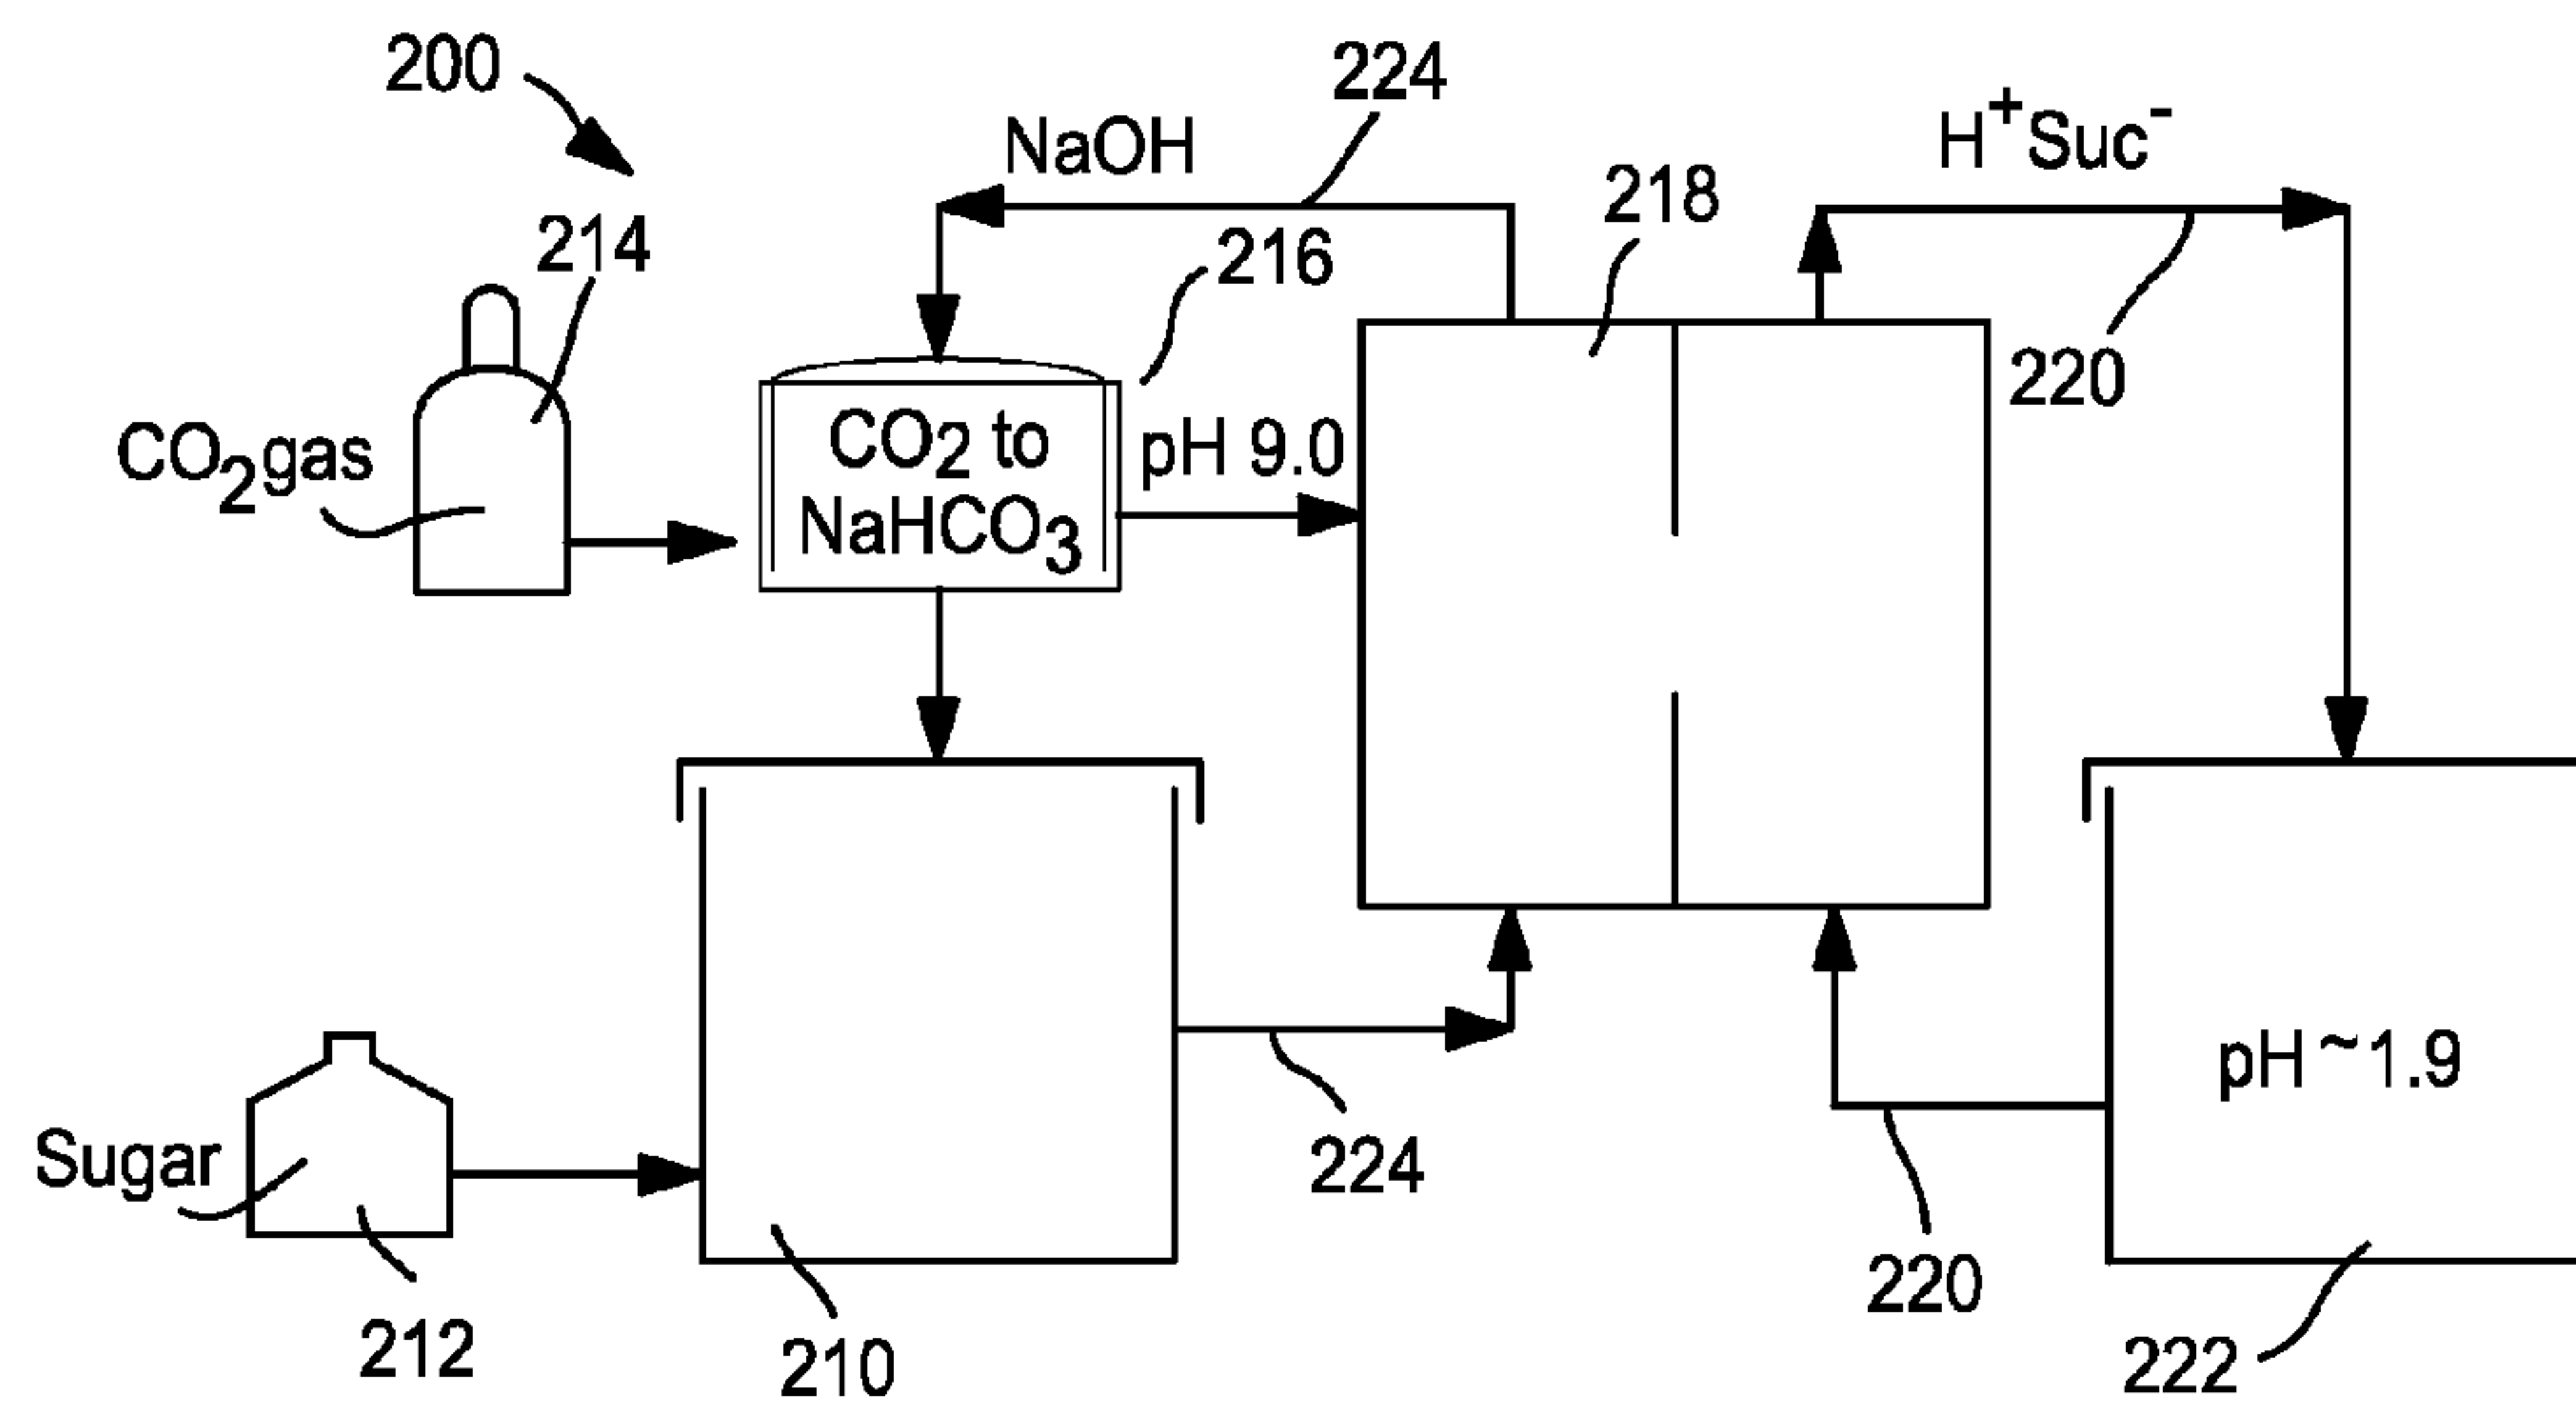 200
224
NaOH
H+Suc-
218
214
216
220
CO2gas
CO2 to
NaHCO3
pH 9.0
Sugar
pH ~1.9
224
220
212
210
222